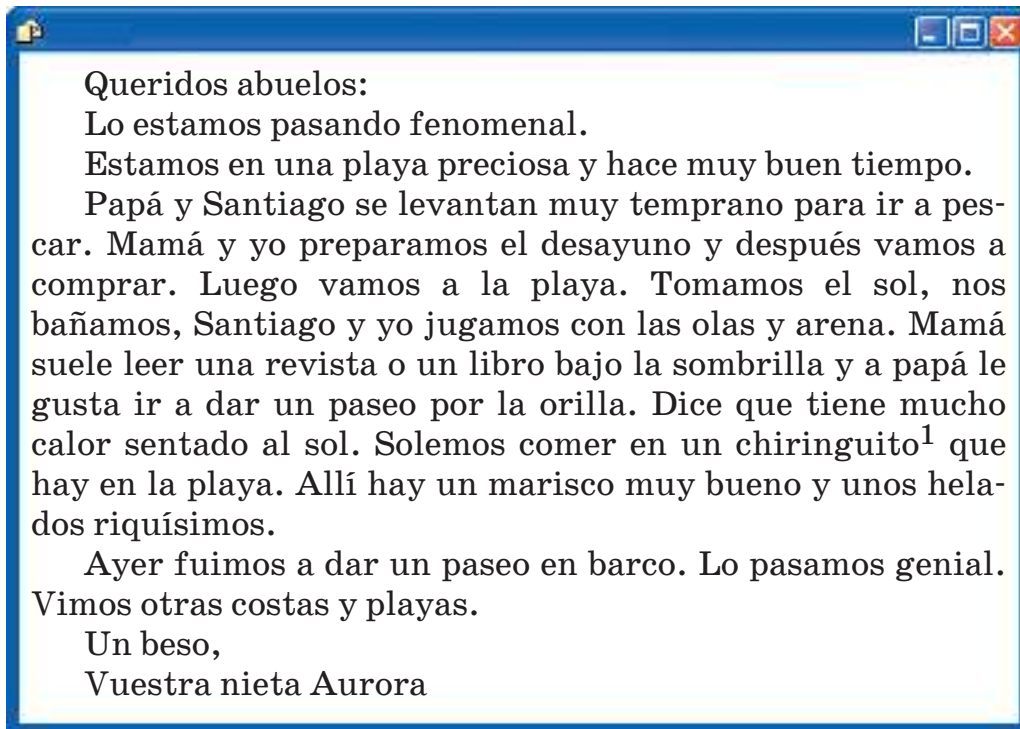 Queridos abuelos:
Lo estamos pasando fenomenal.
Estamos en una playa preciosa y hace muy buen tiempo.
Papá y Santiago se levantan muy temprano para ir a pes-
car. Mamá y yo preparamos el desayuno y después vamos a
comprar. Luego vamos a la playa. Tomamos el sol, nos
bañamos, Santiago y yo jugamos con las olas y arena. Mamá
suele leer una revista o un libro bajo la sombrilla y a papá le
gusta ir a dar un paseo por la orilla. Dice que tiene mucho
calor sentado al sol. Solemos comer en un chiringuito¹ que
hay en la playa. Allí hay un marisco muy bueno y unos hela-
dos riquísimos.
Ayer fuimos a dar un paseo en barco. Lo pasamos genial.
Vimos otras costas y playas.
Un beso,
Vuestra nieta Aurora